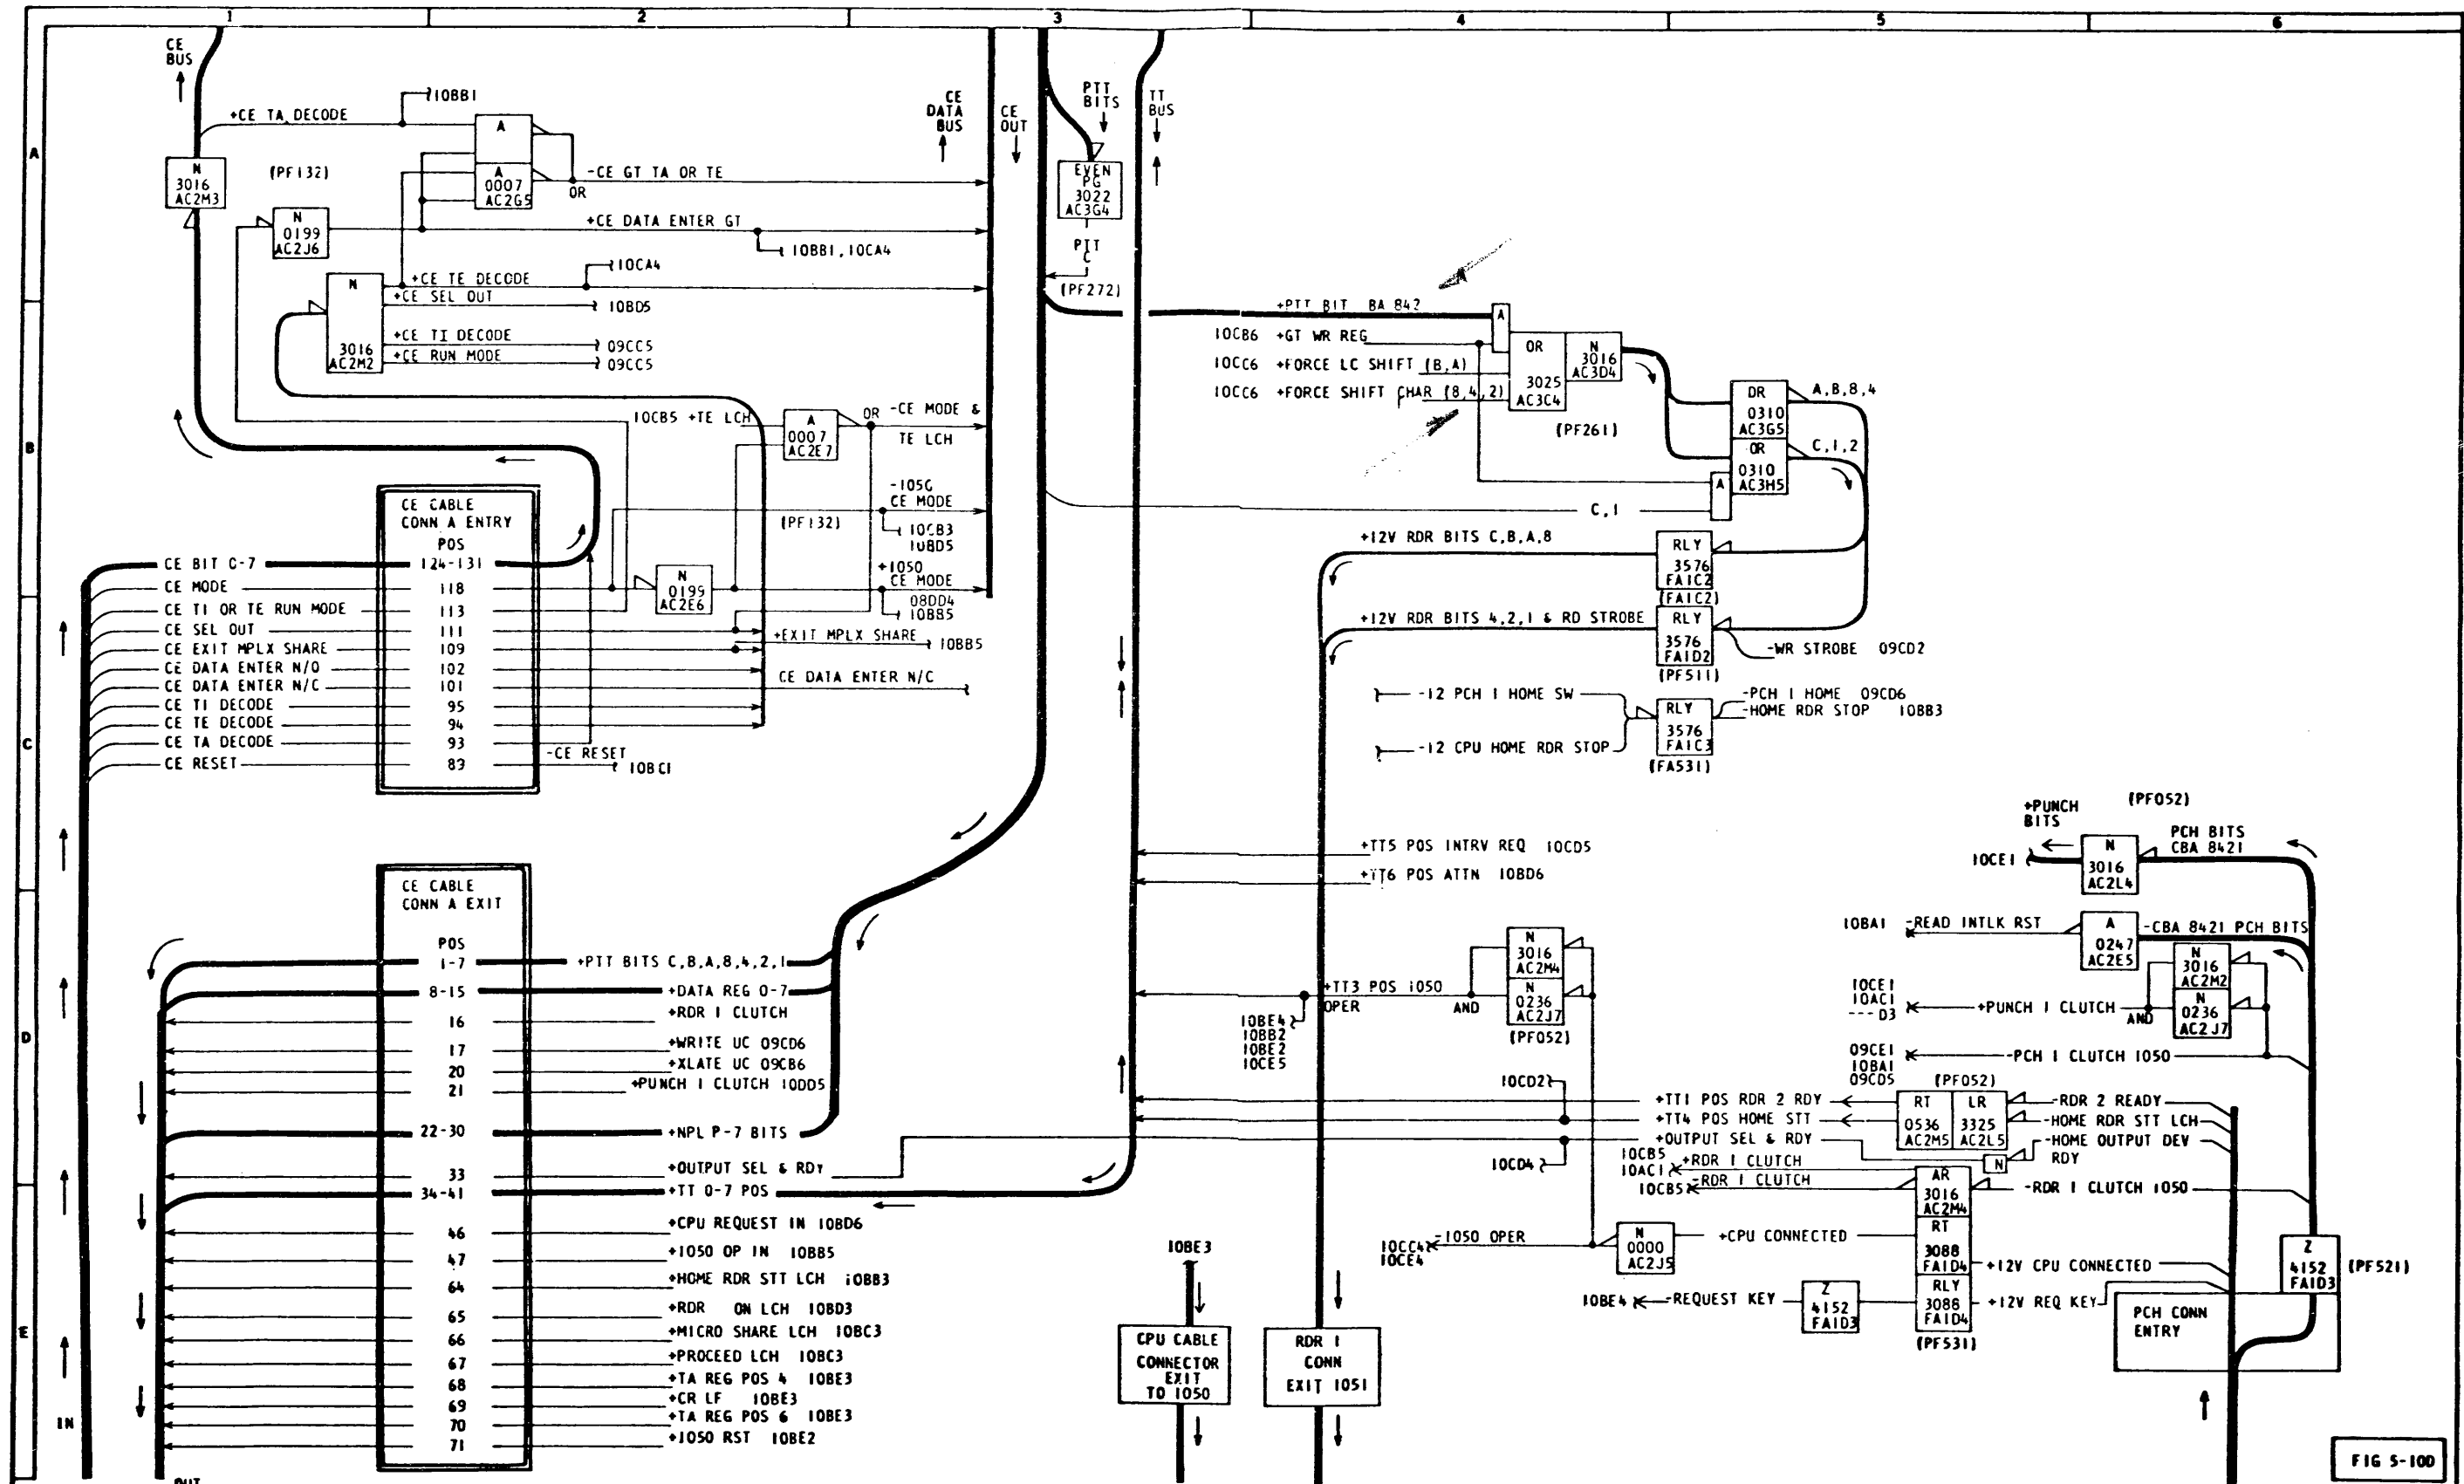 1 2 3 4 5 6
A
B
C
D
E
CE
BUS
+CE TA DECODE
10BB1
N
3016
AC2M3
(PF132)
A
A
0007
AC2G5
OR
-CE GT TA OR TE
N
0199
AC2J6
+CE DATA ENTER GT
10BB1, 10CA4
N
3016
AC2M2
+CE TE DECODE
10CA4
+CE SEL OUT
10BD5
+CE TI DECODE
09CC5
+CE RUN MODE
09CC5
CE
DATA
BUS
CE
OUT
PTT
BITS
TT
BUS
EVEN
PG
3022
AC3G4
PTT
C
(PF272)
10CB5 +TE LCH
A
0007
AC2E7
OR
-CE MODE &
TE LCH
-1050
CE MODE
10CB3
10BD5
(PF132)
N
0199
AC2E6
+1050
CE MODE
08DD4
10BB5
+EXIT MPLX SHARE
10BB5
CE DATA ENTER N/C
-CE RESET
10BC1
CE CABLE
CONN A ENTRY
POS
CE BIT 0-7 124-131
CE MODE 118
CE TI OR TE RUN MODE 113
CE SEL OUT 111
CE EXIT MPLX SHARE 109
CE DATA ENTER N/O 102
CE DATA ENTER N/C 101
CE TI DECODE 95
CE TE DECODE 94
CE TA DECODE 93
CE RESET 89
+PTT BIT BA 842
10CB6 +GT WR REG
10CC6 +FORCE LC SHIFT (B,A)
10CC6 +FORCE SHIFT CHAR (8,4,2)
A
OR
3025
AC3C4
N
3016
AC3D4
(PF261)
DR
0310
AC3G5
A,B,8,4
OR
0310
AC3H5
C,1,2
A
C,1
+12V RDR BITS C,B,A,8
RLY
3576
FA1C2
(FA1C2)
+12V RDR BITS 4,2,1 & RD STROBE
RLY
3576
FA1D2
(PF511)
-WR STROBE 09CD2
-12 PCH 1 HOME SW
-12 CPU HOME RDR STOP
RLY
3576
FA1C3
(FA531)
-PCH 1 HOME 09CD6
-HOME RDR STOP 10BB3
+TT5 POS INTRV REQ 10CD5
+TT6 POS ATTN 10BD6
+PUNCH
BITS
(PF052)
10CE1
N
3016
AC2L4
PCH BITS
CBA 8421
10BA1 -READ INTLK RST
A
0247
AC2E5
-CBA 8421 PCH BITS
N
3016
AC2M2
N
0236
AC2J7
AND
10CE1
10AC1
---D3
+PUNCH 1 CLUTCH
09CE1
10BA1
09CD5
-PCH 1 CLUTCH 1050
N
3016
AC2M4
N
0236
AC2J7
(PF052)
AND
+TT3 POS 1050
OPER
10BE4
10BB2
10BE2
10CE5
CE CABLE
CONN A EXIT
POS
1-7 +PTT BITS C,B,A,8,4,2,1
8-15 +DATA REG 0-7
16 +RDR 1 CLUTCH
17 +WRITE UC 09CD6
20 +XLATE UC 09CB6
21 +PUNCH 1 CLUTCH 10DD5
22-30 +NPL P-7 BITS
33 +OUTPUT SEL & RDY
34-41 +TT 0-7 POS
46 +CPU REQUEST IN 10BD6
47 +1050 OP IN 10BB5
64 +HOME RDR STT LCH 10BB3
65 +RDR ON LCH 10BD3
66 +MICRO SHARE LCH 10BC3
67 +PROCEED LCH 10BC3
68 +TA REG POS 4 10BE3
69 +CR LF 10BE3
70 +TA REG POS 6 10BE3
71 +1050 RST 10BE2
10CD2
+TT1 POS RDR 2 RDY
+TT4 POS HOME STT
+OUTPUT SEL & RDY
10CD4
(PF052)
RT
0536
AC2M5
LR
3325
AC2L5
-RDR 2 READY
-HOME RDR STT LCH
-HOME OUTPUT DEV
RDY
N
10CB5
10AC1
+RDR 1 CLUTCH
10CB5
-RDR 1 CLUTCH
AR
3016
AC2M4
-RDR 1 CLUTCH 1050
RT
3088
FA1D4
+12V CPU CONNECTED
RLY
3088
FA1D4
+12V REQ KEY
(PF531)
10CC4
10CE4
-1050 OPER
N
0000
AC2J5
+CPU CONNECTED
10BE4 -REQUEST KEY
Z
4152
FA1D3
Z
4152
FA1D3
(PF521)
PCH CONN
ENTRY
10BE3
CPU CABLE
CONNECTOR
EXIT
TO 1050
RDR 1
CONN
EXIT 1051
IN
OUT
FIG 5-10D